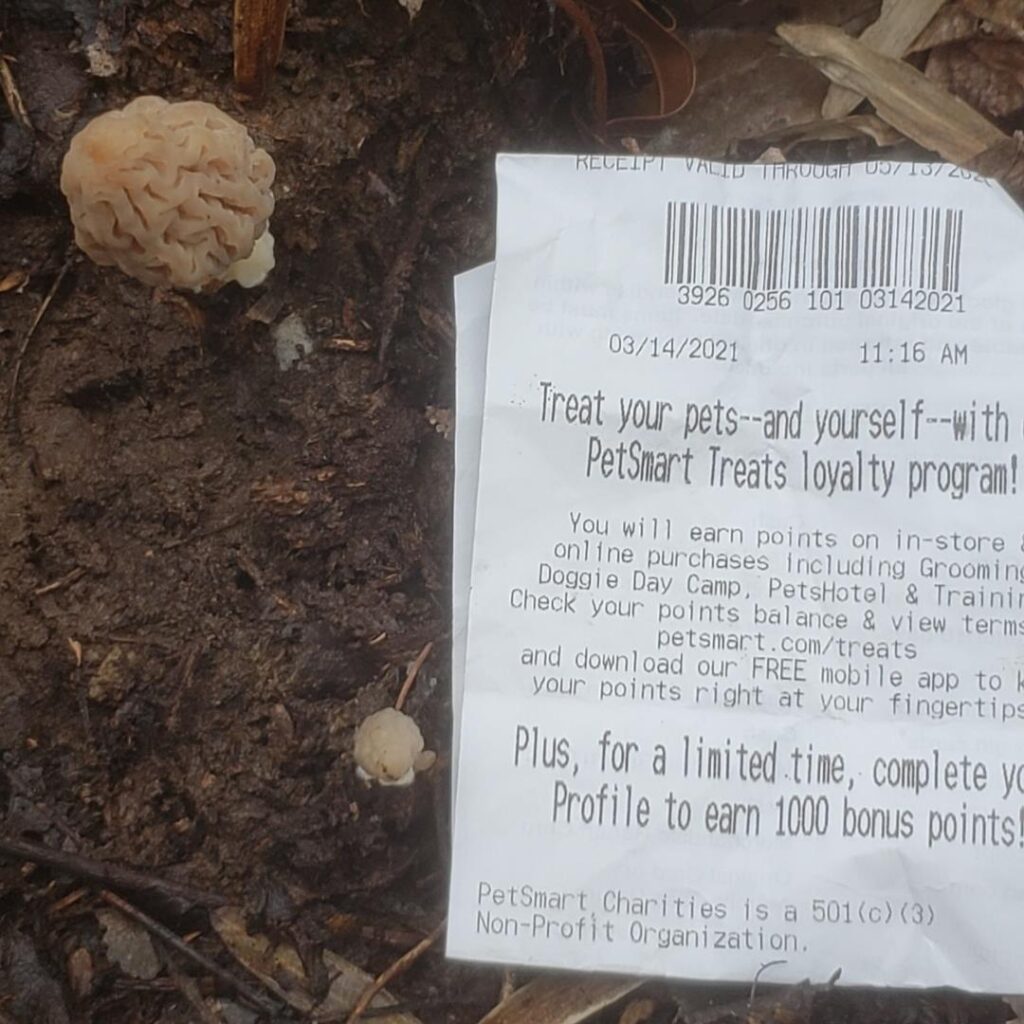 RECEIPT VALID THROUGH 05/13/202
3926 0256 101 03142021
03/14/2021 11:16 AM
Treat your pets--and yourself--with
PetSmart Treats loyalty program!
You will earn points on in-store &
online purchases including Grooming
Doggie Day Camp, PetsHotel & Trainin
Check your points balance & view terms
petsmart.com/treats
and download our FREE mobile app to k
your points right at your fingertips
Plus, for a limited time, complete yo
Profile to earn 1000 bonus points!
PetSmart Charities is a 501(c)(3)
Non-Profit Organization.